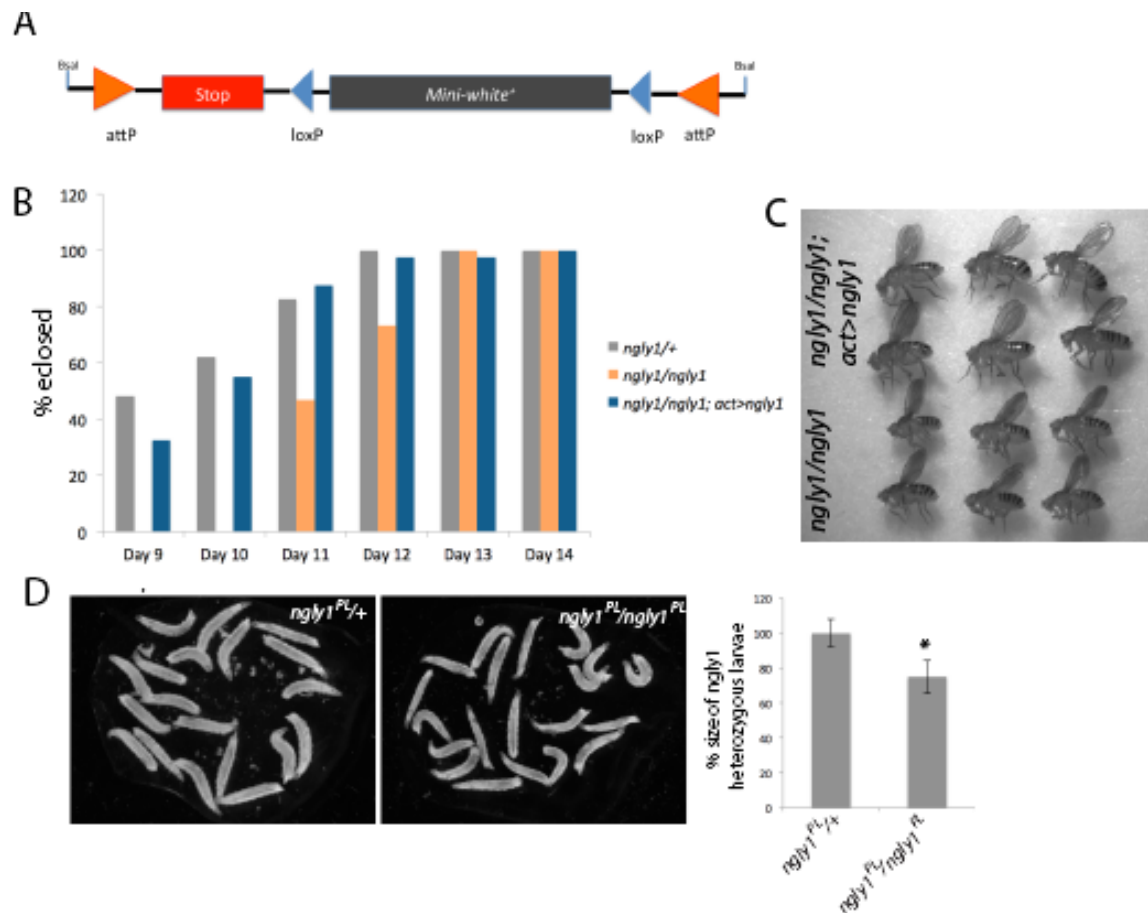 A
BsaI
BsaI
Stop
Mini-white+
attP
loxP
loxP
attP
B
120
100
80
60
40
20
0
% eclosed
Day 9
Day 10
Day 11
Day 12
Day 13
Day 14
ngly1/+
ngly1/ngly1
ngly1/ngly1; act>ngly1
C
ngly1/ngly1;
act>ngly1
ngly1/ngly1
D
ngly1PL/+
ngly1PL/ngly1PL
% size of ngly1
heterozygous larvae
120
100
80
60
40
20
0
*
ngly1PL/+
ngly1PL/ngly1PL